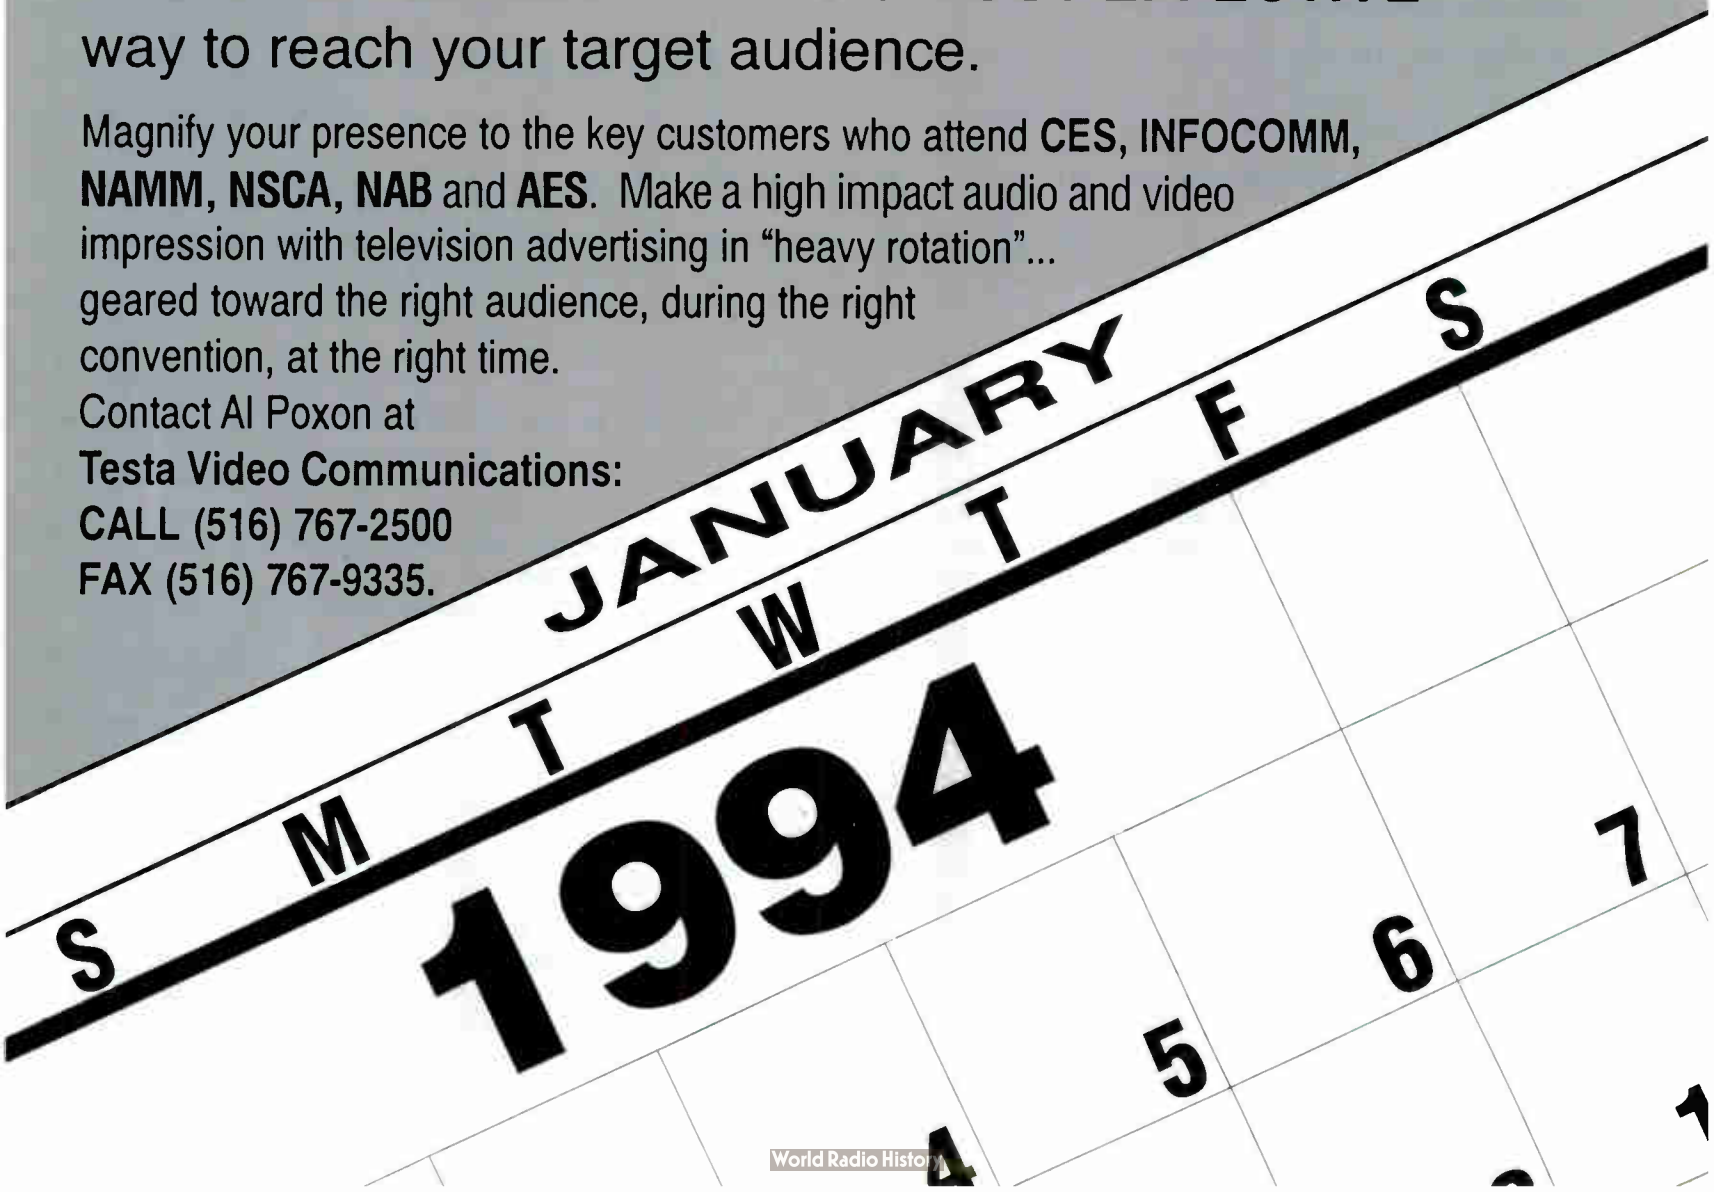 way to reach your target audience.
Magnify your presence to the key customers who attend CES, INFOCOMM,
NAMM, NSCA, NAB and AES. Make a high impact audio and video
impression with television advertising in “heavy rotation”...
geared toward the right audience, during the right
convention, at the right time.
Contact Al Poxon at
Testa Video Communications:
CALL (516) 767-2500
FAX (516) 767-9335.
JANUARY
S M T W T F S
1994
4 5 6 7
World Radio History